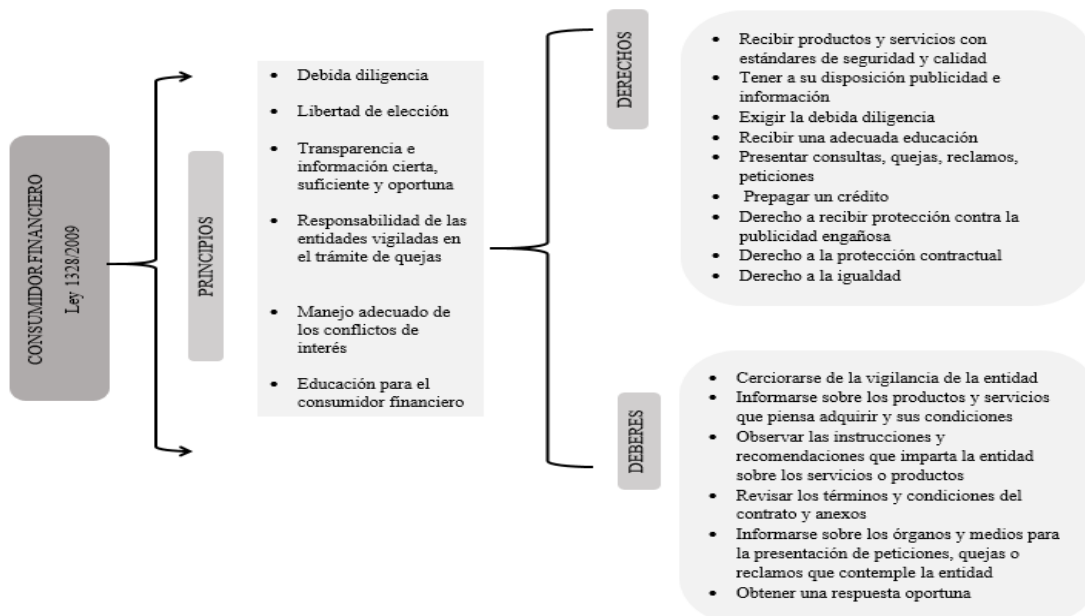 CONSUMIDOR FINANCIERO
Ley 1328/2009
PRINCIPIOS
• Debida diligencia
• Libertad de elección
• Transparencia e
información cierta,
suficiente y oportuna
• Responsabilidad de las
entidades vigiladas en
el trámite de quejas
• Manejo adecuado de
los conflictos de
interés
• Educación para el
consumidor financiero
DERECHOS
• Recibir productos y servicios con
estándares de seguridad y calidad
• Tener a su disposición publicidad e
información
• Exigir la debida diligencia
• Recibir una adecuada educación
• Presentar consultas, quejas, reclamos,
peticiones
• Prepagar un crédito
• Derecho a recibir protección contra la
publicidad engañosa
• Derecho a la protección contractual
• Derecho a la igualdad
DEBERES
• Cerciorarse de la vigilancia de la entidad
• Informarse sobre los productos y servicios
que piensa adquirir y sus condiciones
• Observar las instrucciones y
recomendaciones que imparta la entidad
sobre los servicios o productos
• Revisar los términos y condiciones del
contrato y anexos
• Informarse sobre los órganos y medios para
la presentación de peticiones, quejas o
reclamos que contemple la entidad
• Obtener una respuesta oportuna